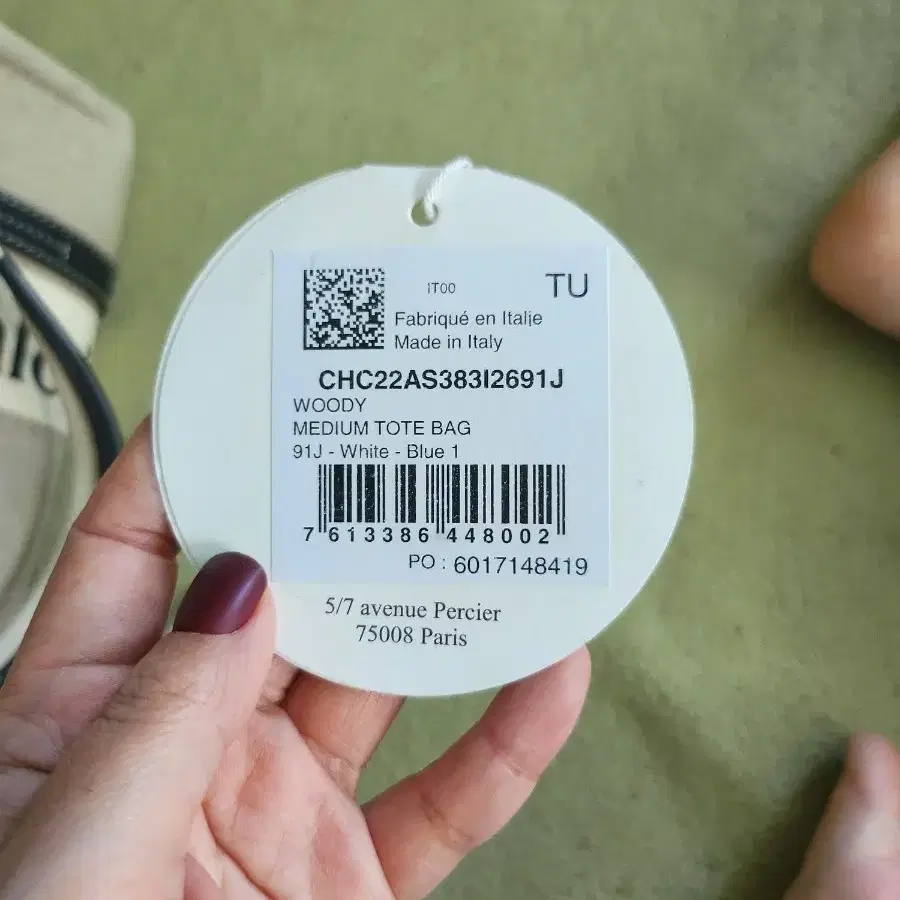 IT00
TU
Fabriqué en Italie
Made in Italy
CHC22AS383I2691J
WOODY
MEDIUM TOTE BAG
91J - White - Blue 1
7 613386 448002
PO : 6017148419
5/7 avenue Percier
75008 Paris